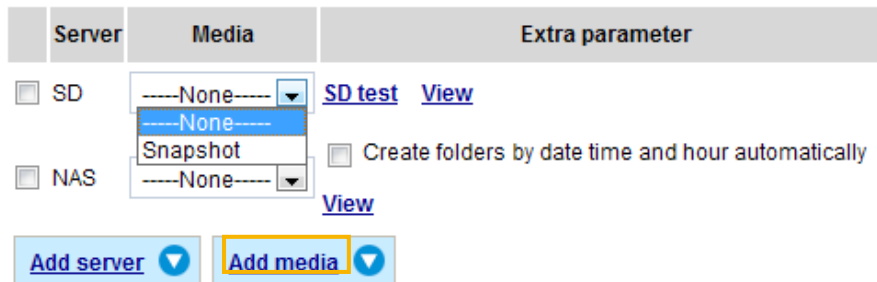 Server Media Extra parameter
SD -----None----- SD test View
-----None-----
Snapshot
Create folders by date time and hour automatically
NAS -----None-----
View
Add server Add media